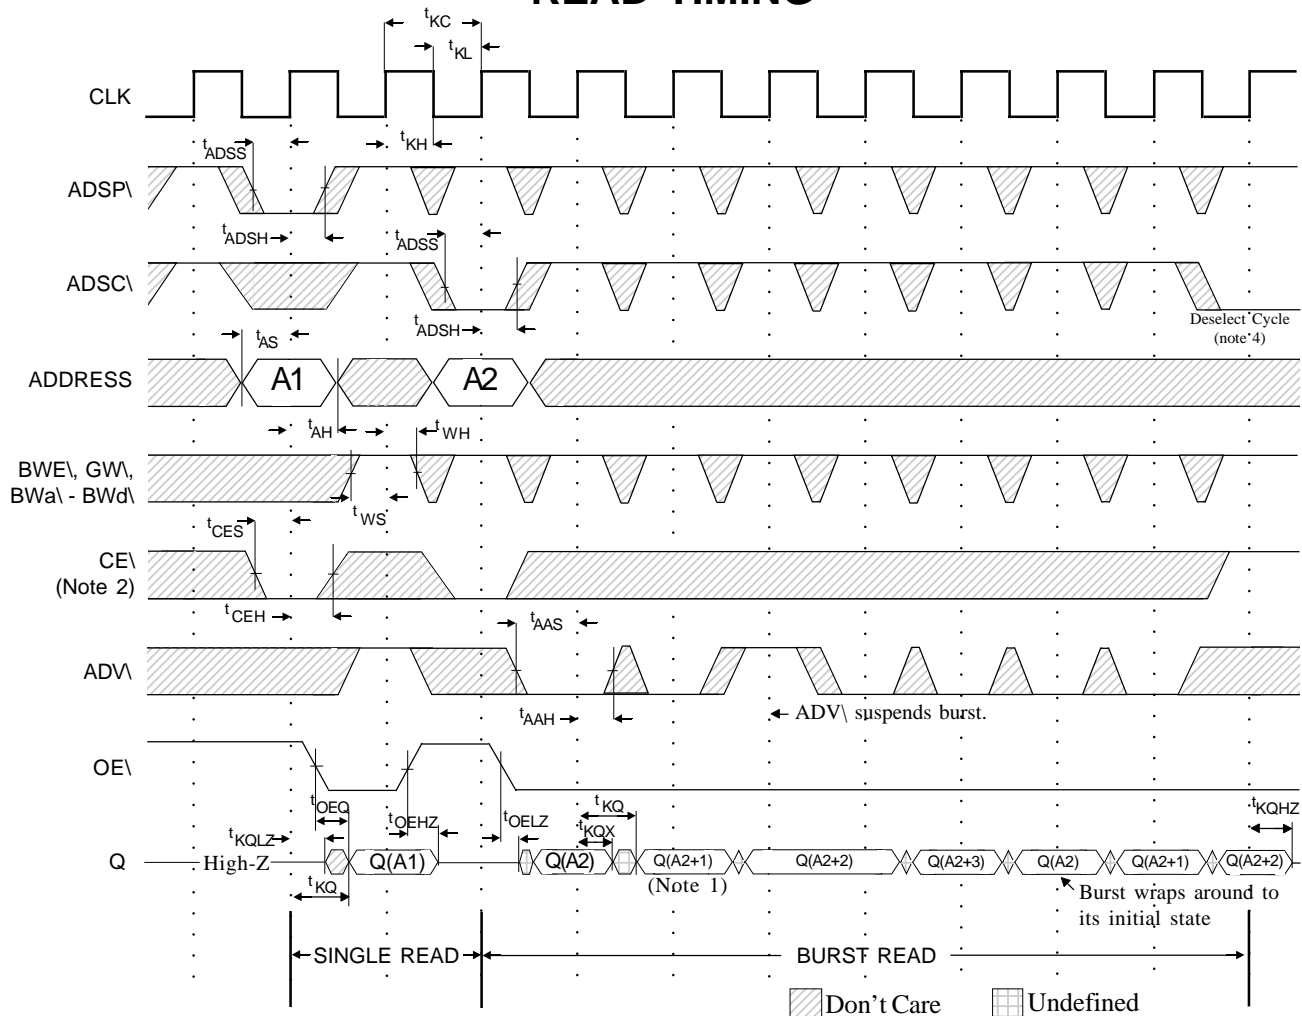 READ TIMING
tKC
tKL
CLK
tADSS
tKH
ADSP\
tADSH
tADSS
ADSC\
tADSH
Deselect Cycle
(note 4)
tAS
ADDRESS
A1
A2
tAH
tWH
BWE\, GW\,
BWa\ - BWd\
tWS
tCES
CE\
(Note 2)
tCEH
tAAS
ADV\
tAAH
ADV\ suspends burst.
OE\
tOEQ
tKQLZ
tOEHZ
tOELZ
tKQ
tKQX
tKQHZ
Q
High-Z
Q(A1)
Q(A2)
Q(A2+1)
Q(A2+2)
Q(A2+3)
Q(A2)
Q(A2+1)
Q(A2+2)
tKQ
(Note 1)
Burst wraps around to
its initial state
SINGLE READ
BURST READ
Don't Care
Undefined